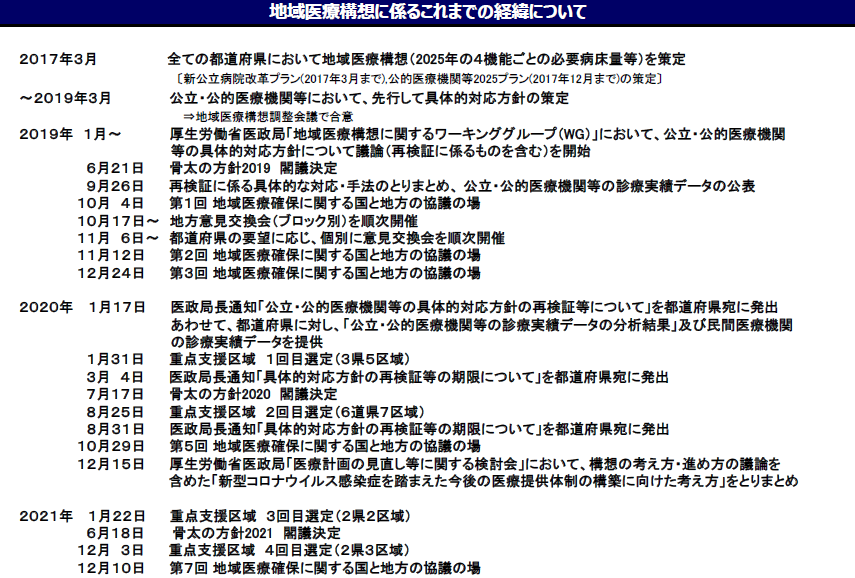 地域医療構想に係るこれまでの経緯について
2017年3月 全ての都道府県において地域医療構想（2025年の4機能ごとの必要病床量等）を策定
〔新公立病院改革プラン(2017年3月まで),公的医療機関等2025プラン(2017年12月まで)の策定〕
～2019年3月 公立・公的医療機関等において、先行して具体的対応方針の策定
⇒地域医療構想調整会議で合意
2019年 1月～ 厚生労働省医政局「地域医療構想に関するワーキンググループ（WG）」において、公立・公的医療機関
等の具体的対応方針について議論（再検証に係るものを含む）を開始
6月21日 骨太の方針2019 閣議決定
9月26日 再検証に係る具体的な対応・手法のとりまとめ、公立・公的医療機関等の診療実績データの公表
10月 4日 第1回 地域医療確保に関する国と地方の協議の場
10月17日～ 地方意見交換会（ブロック別）を順次開催
11月 6日～ 都道府県の要望に応じ、個別に意見交換会を順次開催
11月12日 第2回 地域医療確保に関する国と地方の協議の場
12月24日 第3回 地域医療確保に関する国と地方の協議の場
2020年 1月17日 医政局長通知「公立・公的医療機関等の具体的対応方針の再検証等について」を都道府県宛に発出
あわせて、都道府県に対し、「公立・公的医療機関等の診療実績データの分析結果」及び民間医療機関
の診療実績データを提供
1月31日 重点支援区域 1回目選定（3県5区域）
3月 4日 医政局長通知「具体的対応方針の再検証等の期限について」を都道府県宛に発出
7月17日 骨太の方針2020 閣議決定
8月25日 重点支援区域 2回目選定（6道県7区域）
8月31日 医政局長通知「具体的対応方針の再検証等の期限について」を都道府県宛に発出
10月29日 第5回 地域医療確保に関する国と地方の協議の場
12月15日 厚生労働省医政局「医療計画の見直し等に関する検討会」において、構想の考え方・進め方の議論を
含めた「新型コロナウイルス感染症を踏まえた今後の医療提供体制の構築に向けた考え方」をとりまとめ
2021年 1月22日 重点支援区域 3回目選定（2県2区域）
6月18日 骨太の方針2021 閣議決定
12月 3日 重点支援区域 4回目選定（2県3区域）
12月10日 第7回 地域医療確保に関する国と地方の協議の場